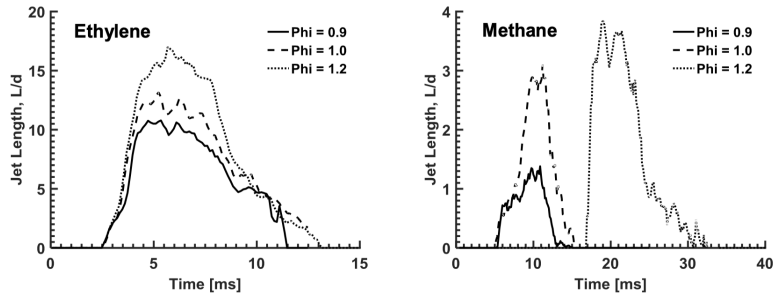 Ethylene
Phi = 0.9
Phi = 1.0
Phi = 1.2
Jet Length, L/d
20
15
10
5
0
0 5 10 15
Time [ms]
Methane
Phi = 0.9
Phi = 1.0
Phi = 1.2
Jet Length, L/d
4
3
2
1
0
0 10 20 30 40
Time [ms]